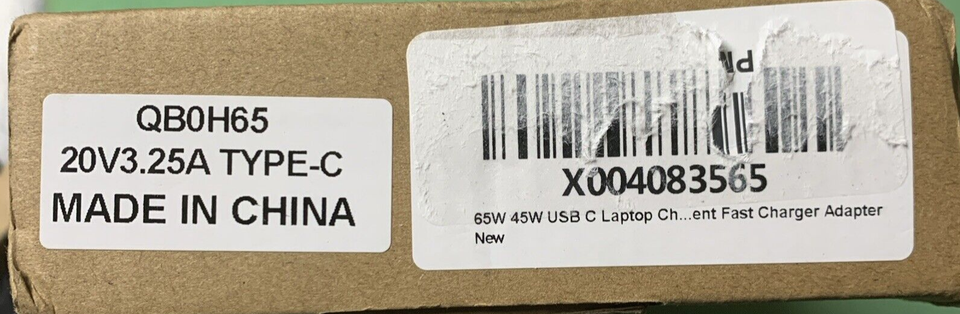 QB0H65
20V3.25A TYPE-C
MADE IN CHINA
X004083565
65W 45W USB C Laptop Ch...ent Fast Charger Adapter
New